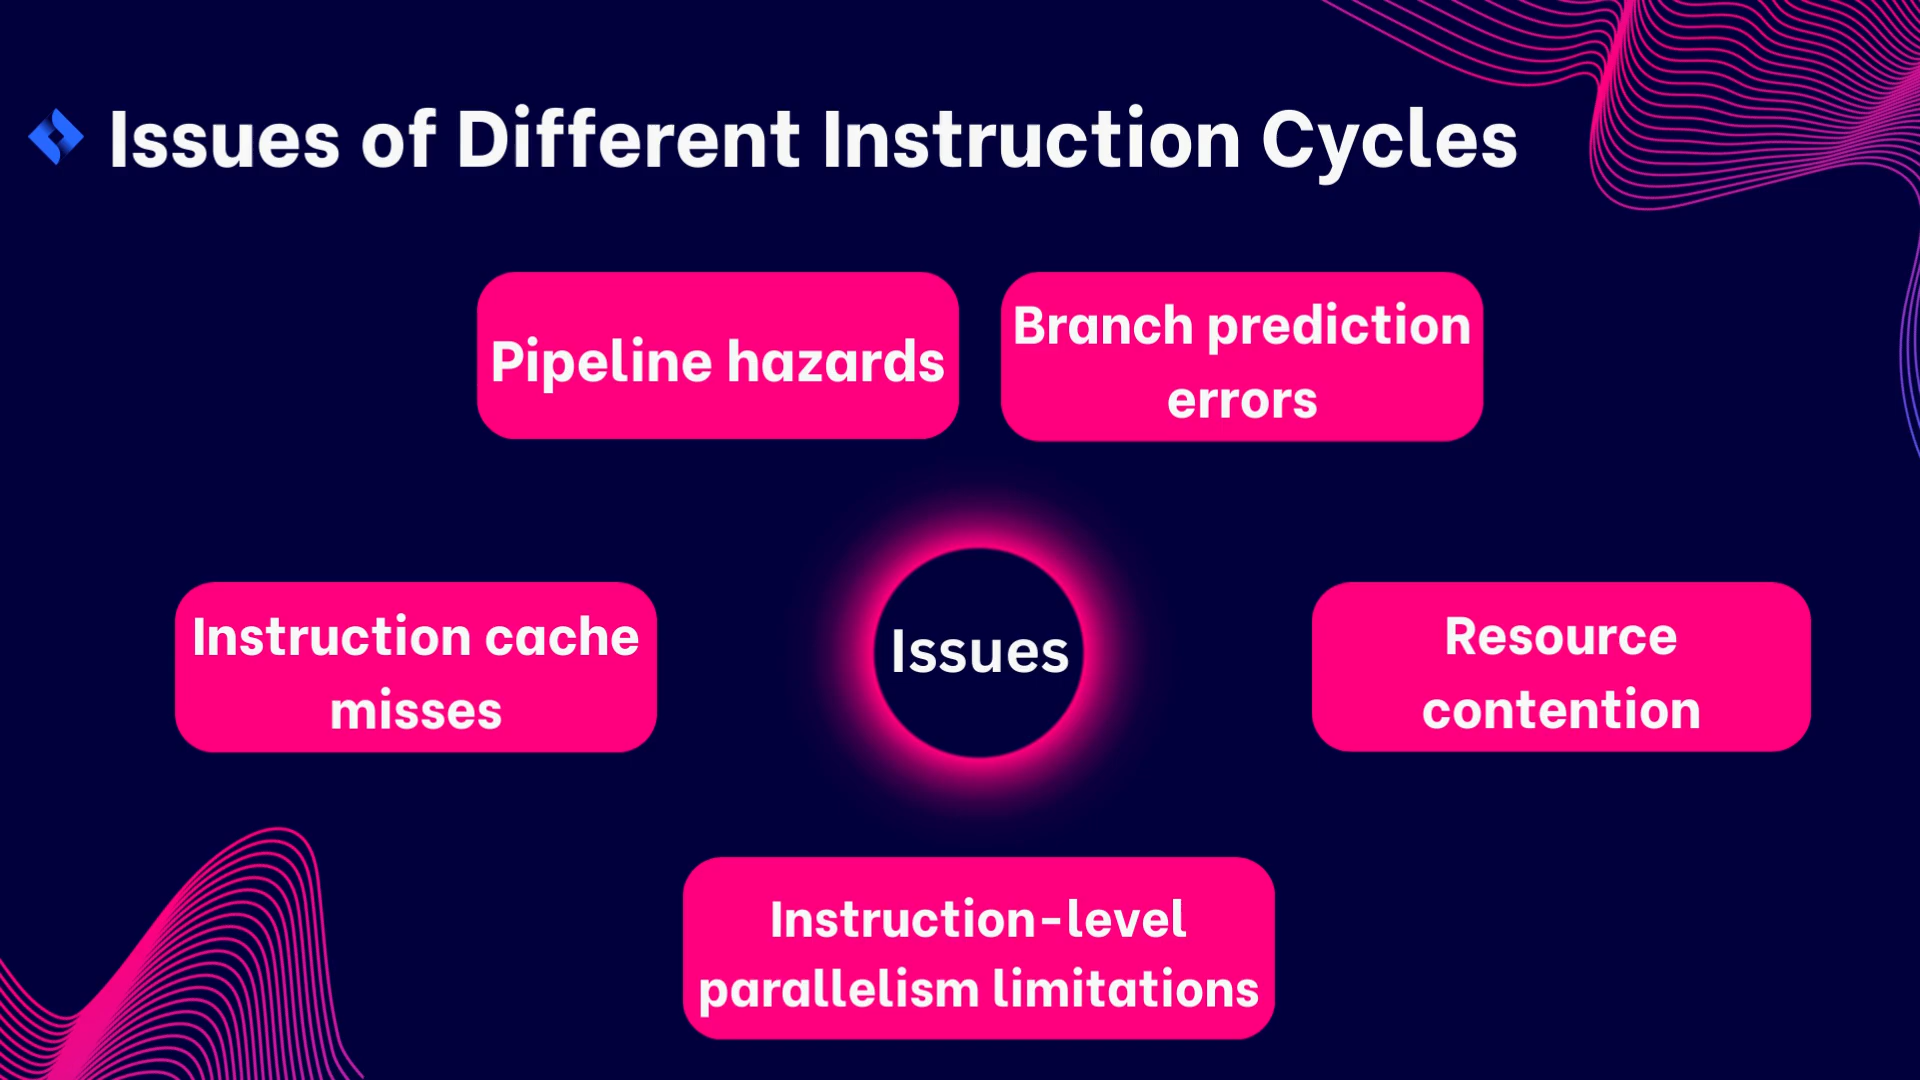 Issues of Different Instruction Cycles
Pipeline hazards
Branch prediction
errors
Instruction cache
misses
Issues
Resource
contention
Instruction-level
parallelism limitations